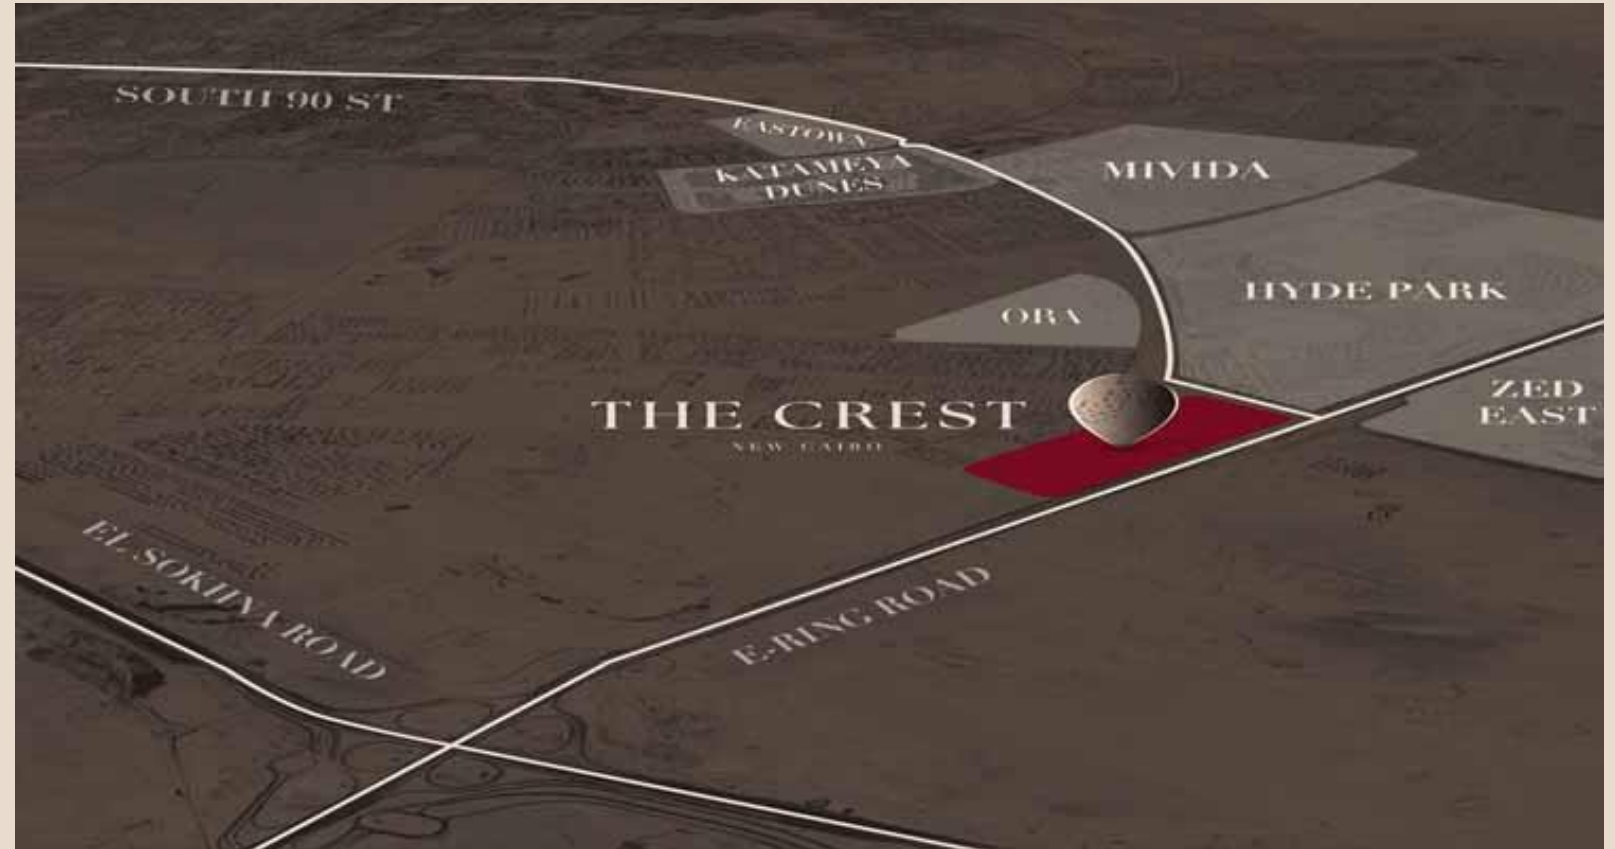 SOUTH 90 ST
EASTOWN
KATAMEYA
DUNES
MIVIDA
HYDE PARK
ORA
ZED
EAST
THE CREST
NEW CAIRO
EL SOKHNA ROAD
E-RING ROAD